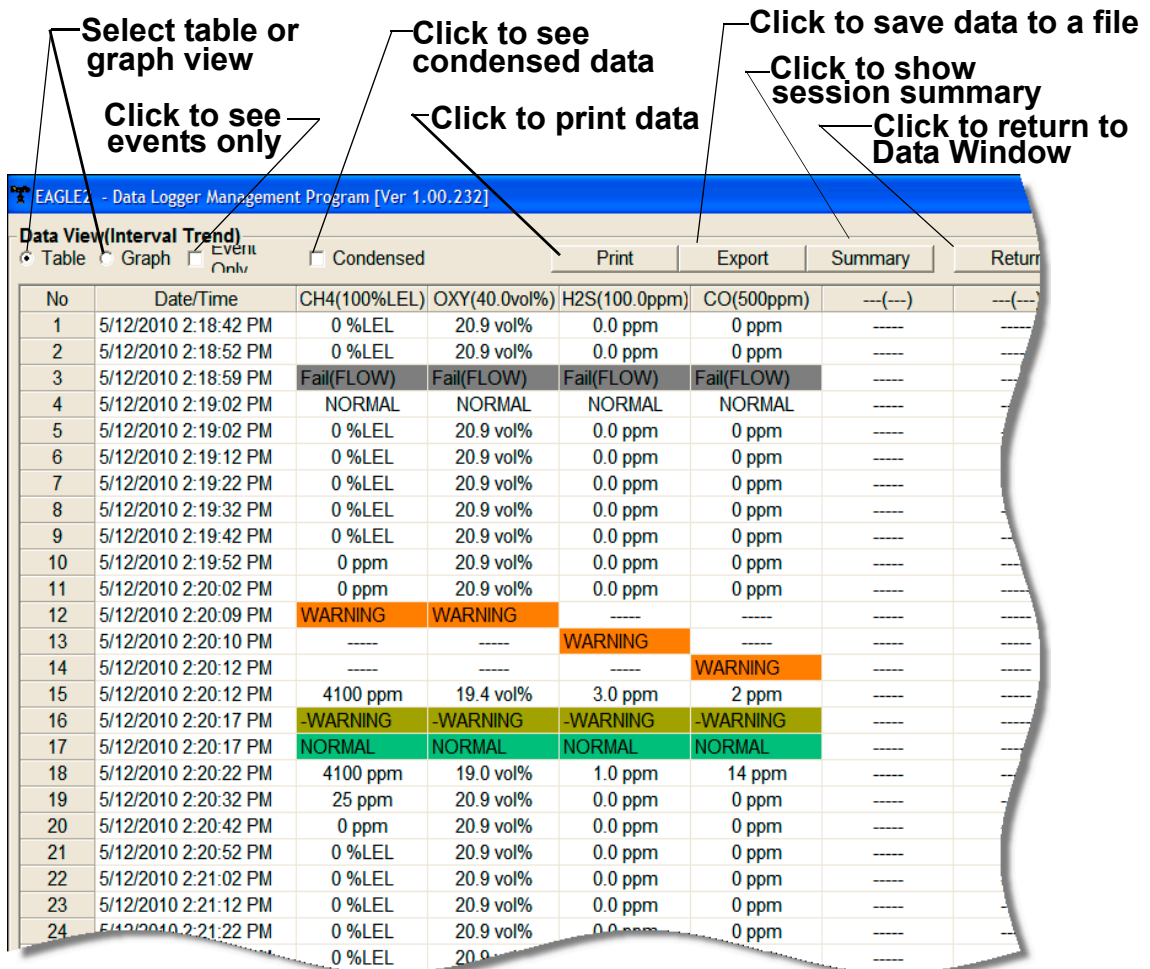 Select table or
graph view
Click to see
condensed data
Click to save data to a file
Click to show
session summary
Click to see
events only
Click to print data
Click to return to
Data Window
EAGLE2 - Data Logger Management Program [Ver 1.00.232]
Data View(Interval Trend)
Table Graph Event Only Condensed Print Export Summary Return
No Date/Time CH4(100%LEL) OXY(40.0vol%) H2S(100.0ppm) CO(500ppm) ---(---) ---(---)
1 5/12/2010 2:18:42 PM 0 %LEL 20.9 vol% 0.0 ppm 0 ppm ----- -----
2 5/12/2010 2:18:52 PM 0 %LEL 20.9 vol% 0.0 ppm 0 ppm ----- -----
3 5/12/2010 2:18:59 PM Fail(FLOW) Fail(FLOW) Fail(FLOW) Fail(FLOW) ----- -----
4 5/12/2010 2:19:02 PM NORMAL NORMAL NORMAL NORMAL ----- --
5 5/12/2010 2:19:02 PM 0 %LEL 20.9 vol% 0.0 ppm 0 ppm ----- -
6 5/12/2010 2:19:12 PM 0 %LEL 20.9 vol% 0.0 ppm 0 ppm ----- -
7 5/12/2010 2:19:22 PM 0 %LEL 20.9 vol% 0.0 ppm 0 ppm ----- -
8 5/12/2010 2:19:32 PM 0 %LEL 20.9 vol% 0.0 ppm 0 ppm ----- -
9 5/12/2010 2:19:42 PM 0 %LEL 20.9 vol% 0.0 ppm 0 ppm ----- --
10 5/12/2010 2:19:52 PM 0 ppm 20.9 vol% 0.0 ppm 0 ppm ----- ---
11 5/12/2010 2:20:02 PM 0 ppm 20.9 vol% 0.0 ppm 0 ppm ----- ---
12 5/12/2010 2:20:09 PM WARNING WARNING ----- ----- ----- ----
13 5/12/2010 2:20:10 PM ----- ----- WARNING ----- ----- -----
14 5/12/2010 2:20:12 PM ----- ----- ----- WARNING ----- -----
15 5/12/2010 2:20:12 PM 4100 ppm 19.4 vol% 3.0 ppm 2 ppm ----- -----
16 5/12/2010 2:20:17 PM -WARNING -WARNING -WARNING -WARNING ----- -----
17 5/12/2010 2:20:17 PM NORMAL NORMAL NORMAL NORMAL ----- ----
18 5/12/2010 2:20:22 PM 4100 ppm 19.0 vol% 1.0 ppm 14 ppm ----- ---
19 5/12/2010 2:20:32 PM 25 ppm 20.9 vol% 0.0 ppm 0 ppm ----- --
20 5/12/2010 2:20:42 PM 0 ppm 20.9 vol% 0.0 ppm 0 ppm ----- -
21 5/12/2010 2:20:52 PM 0 %LEL 20.9 vol% 0.0 ppm 0 ppm ----- -
22 5/12/2010 2:21:02 PM 0 %LEL 20.9 vol% 0.0 ppm 0 ppm ----- -
23 5/12/2010 2:21:12 PM 0 %LEL 20.9 vol% 0.0 ppm 0 ppm ----- -
24 5/12/2010 2:21:22 PM 0 %LEL 20.9 vol% 0.0 ppm 0 ppm ----- --
0 %LEL 20.9 ----- ----